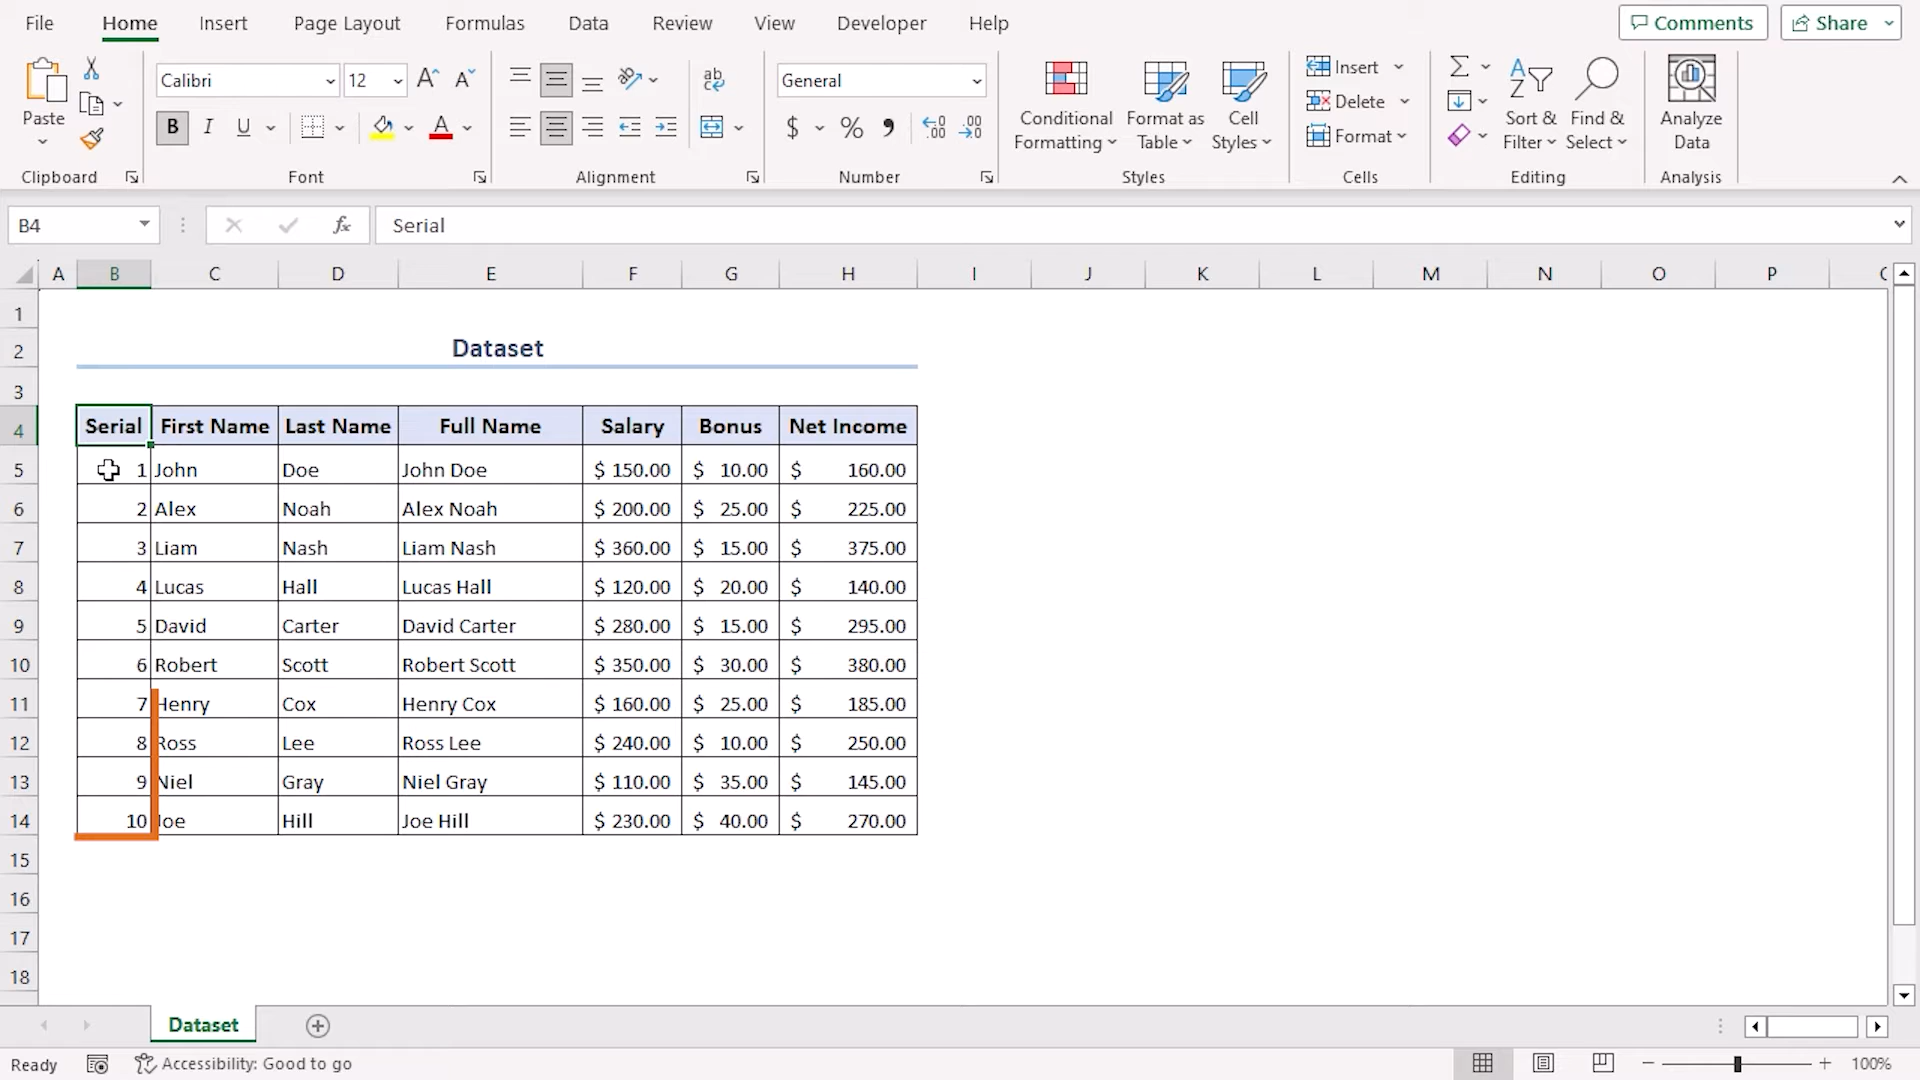 File Home Insert Page Layout Formulas Data Review View Developer Help Comments Share
Calibri 12 General
Paste
Conditional Formatting
Format as Table
Cell Styles
Insert
Delete
Format
Sort & Filter
Find & Select
Analyze Data
Clipboard Font Alignment Number Styles Cells Editing Analysis
B4 fx Serial
A B C D E F G H I J K L M N O P
1
2 Dataset
3
4 Serial First Name Last Name Full Name Salary Bonus Net Income
5 1 John Doe John Doe $ 150.00 $ 10.00 $ 160.00
6 2 Alex Noah Alex Noah $ 200.00 $ 25.00 $ 225.00
7 3 Liam Nash Liam Nash $ 360.00 $ 15.00 $ 375.00
8 4 Lucas Hall Lucas Hall $ 120.00 $ 20.00 $ 140.00
9 5 David Carter David Carter $ 280.00 $ 15.00 $ 295.00
10 6 Robert Scott Robert Scott $ 350.00 $ 30.00 $ 380.00
11 7 Henry Cox Henry Cox $ 160.00 $ 25.00 $ 185.00
12 8 Ross Lee Ross Lee $ 240.00 $ 10.00 $ 250.00
13 9 Niel Gray Niel Gray $ 110.00 $ 35.00 $ 145.00
14 10 Joe Hill Joe Hill $ 230.00 $ 40.00 $ 270.00
15
16
17
18
Dataset
Ready Accessibility: Good to go 100%